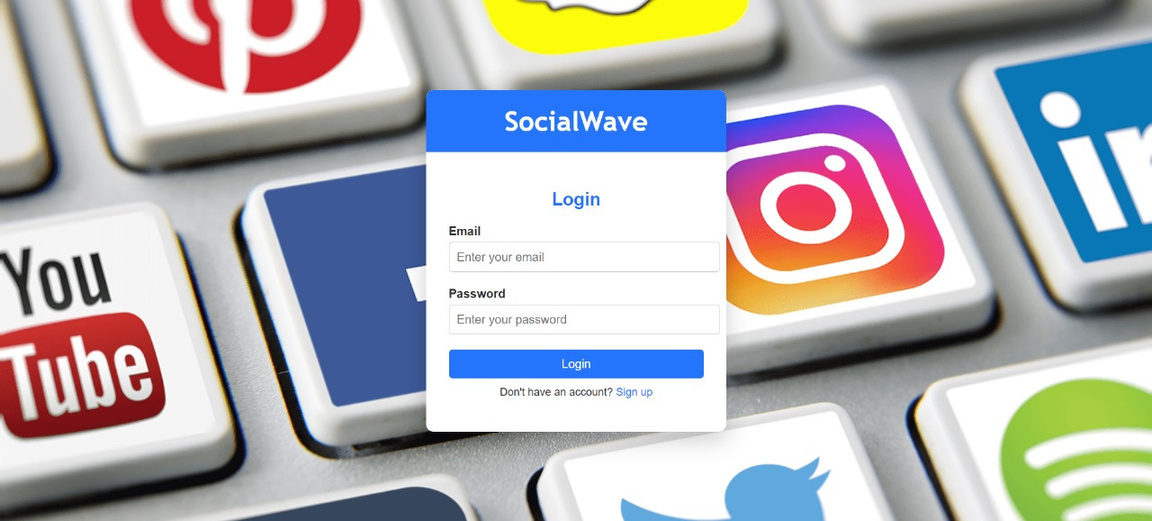 SocialWave
Login
Email
Enter your email
Password
Enter your password
Login
Don't have an account? Sign up
You
Tube
in